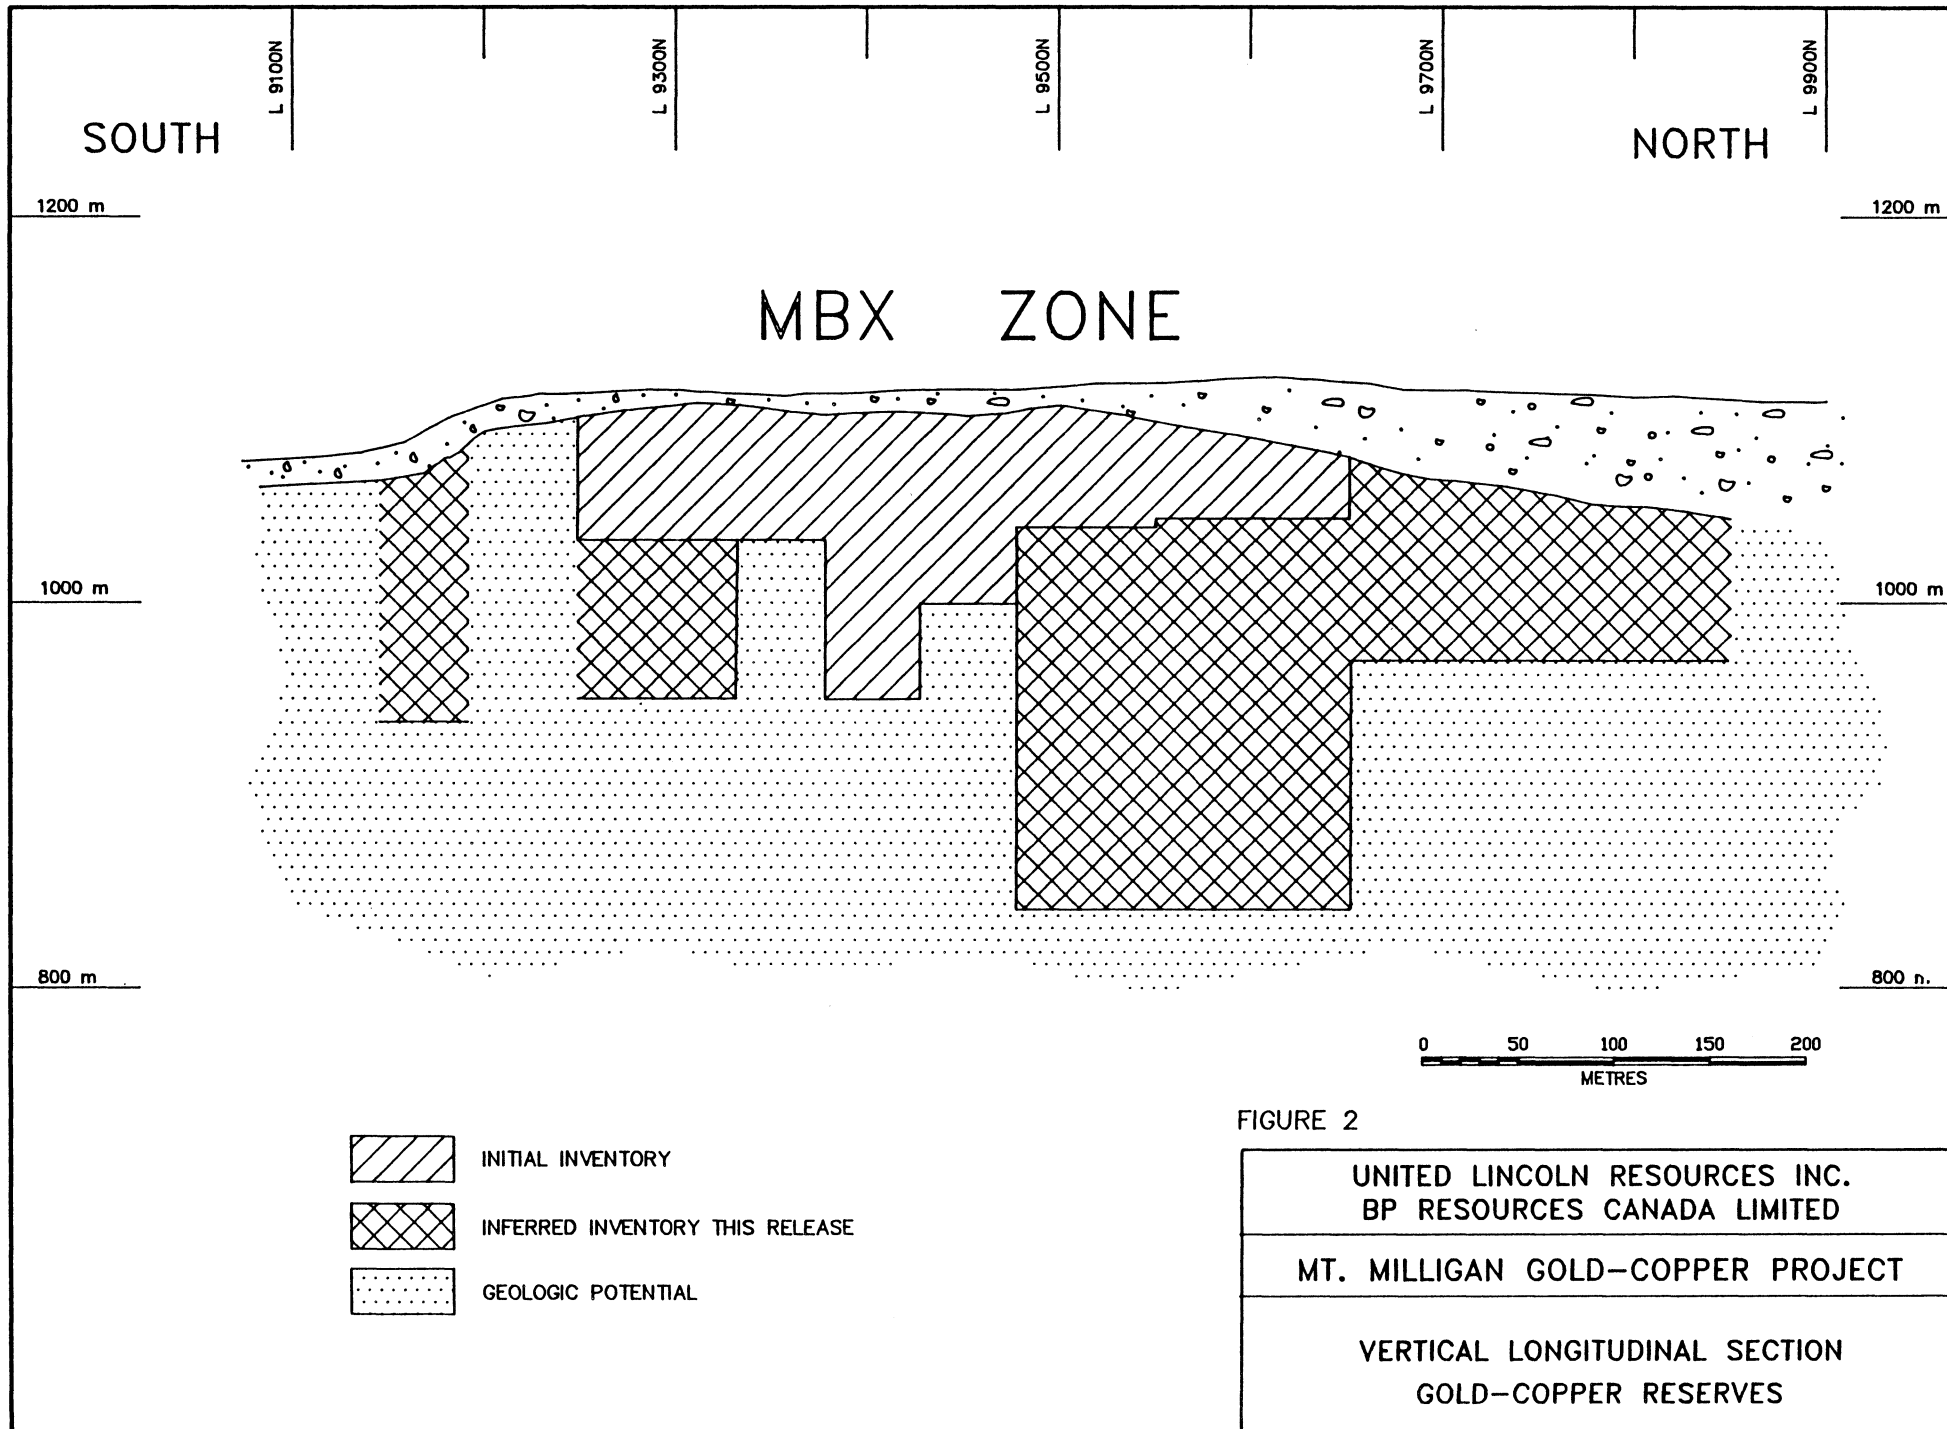 L 9100N
L 9300N
L 9500N
L 9700N
L 9900N
SOUTH
NORTH
1200 m
1200 m
MBX ZONE
1000 m
1000 m
800 m
800 n.
0 50 100 150 200
METRES
FIGURE 2
INITIAL INVENTORY
INFERRED INVENTORY THIS RELEASE
GEOLOGIC POTENTIAL
UNITED LINCOLN RESOURCES INC.
BP RESOURCES CANADA LIMITED
MT. MILLIGAN GOLD-COPPER PROJECT
VERTICAL LONGITUDINAL SECTION
GOLD-COPPER RESERVES